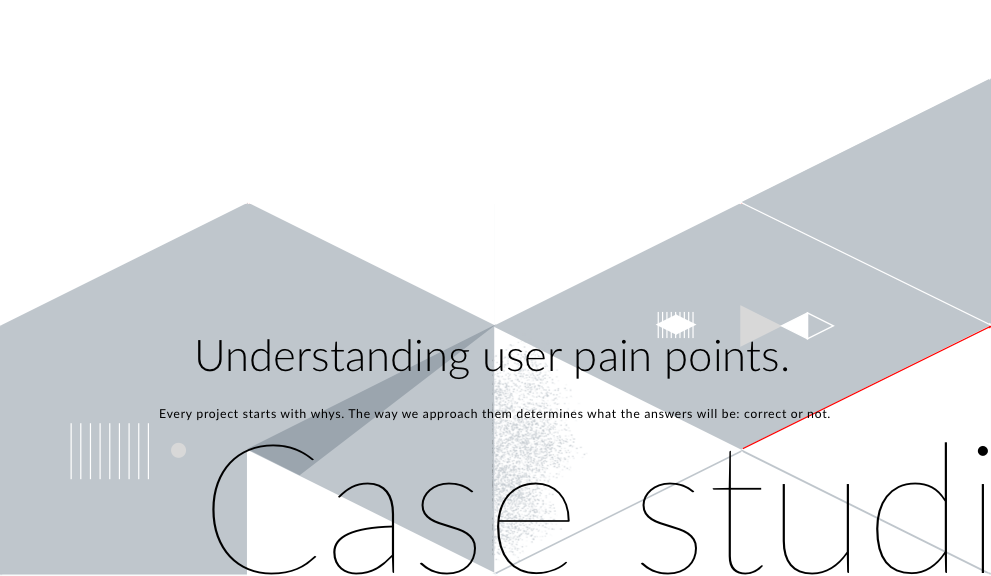 Understanding user pain points.
Every project starts with whys. The way we approach them determines what the answers will be: correct or not.
Case studi